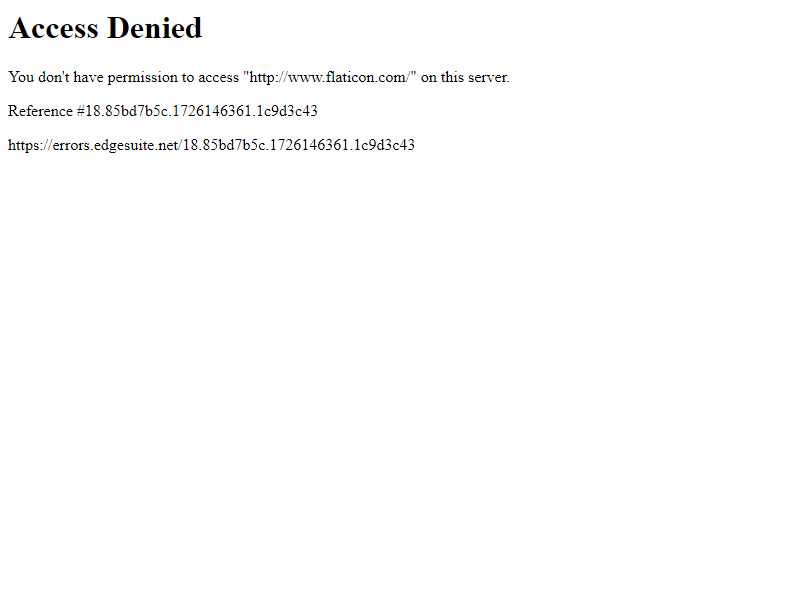 Access Denied
You don't have permission to access "http://www.flaticon.com/" on this server.
Reference #18.85bd7b5c.1726146361.1c9d3c43
https://errors.edgesuite.net/18.85bd7b5c.1726146361.1c9d3c43